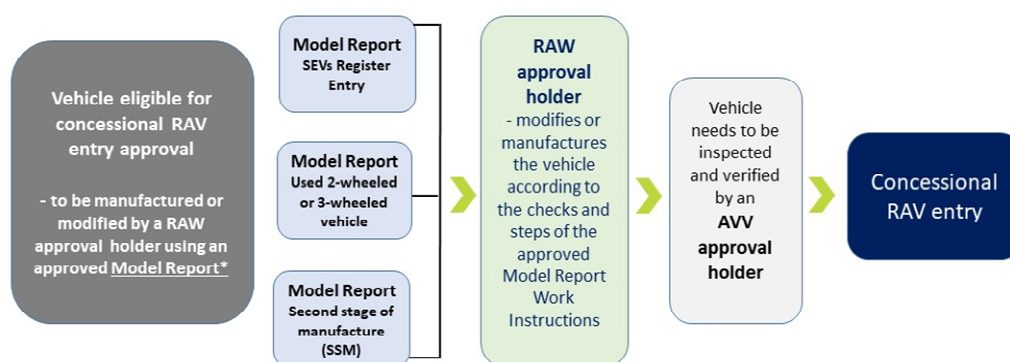 Vehicle eligible for
concessional RAV
entry approval
- to be manufactured or
modified by a RAW
approval holder using an
approved Model Report*
Model Report
SEVs Register
Entry
Model Report
Used 2-wheeled
or 3-wheeled
vehicle
Model Report
Second stage of
manufacture
(SSM)
RAW
approval
holder
- modifies or
manufactures
the vehicle
according to
the checks and
steps of the
approved
Model Report
Work
Instructions
Vehicle
needs to be
inspected
and verified
by an
AVV
approval
holder
Concessional
RAV entry